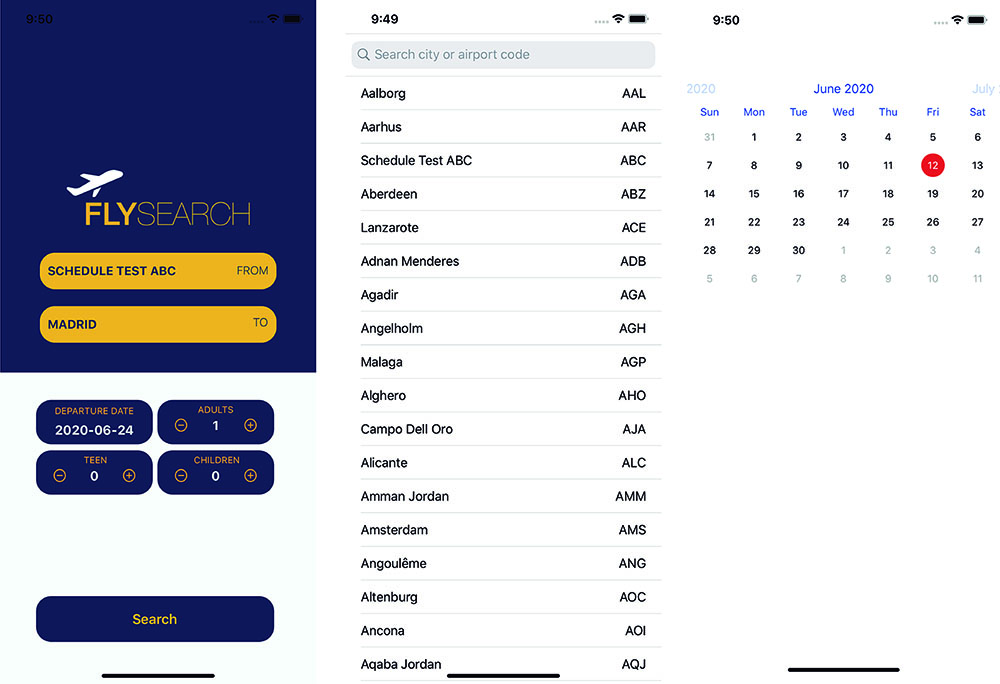 9:50
FLYSEARCH
SCHEDULE TEST ABC FROM
MADRID TO
DEPARTURE DATE
2020-06-24
ADULTS
1
TEEN
0
CHILDREN
0
Search
9:49
Search city or airport code
Aalborg AAL
Aarhus AAR
Schedule Test ABC ABC
Aberdeen ABZ
Lanzarote ACE
Adnan Menderes ADB
Agadir AGA
Angelholm AGH
Malaga AGP
Alghero AHO
Campo Dell Oro AJA
Alicante ALC
Amman Jordan AMM
Amsterdam AMS
Angoulême ANG
Altenburg AOC
Ancona AOI
Aqaba Jordan AQJ
9:50
2020 June 2020 July
Sun Mon Tue Wed Thu Fri Sat
31 1 2 3 4 5 6
7 8 9 10 11 12 13
14 15 16 17 18 19 20
21 22 23 24 25 26 27
28 29 30 1 2 3 4
5 6 7 8 9 10 11